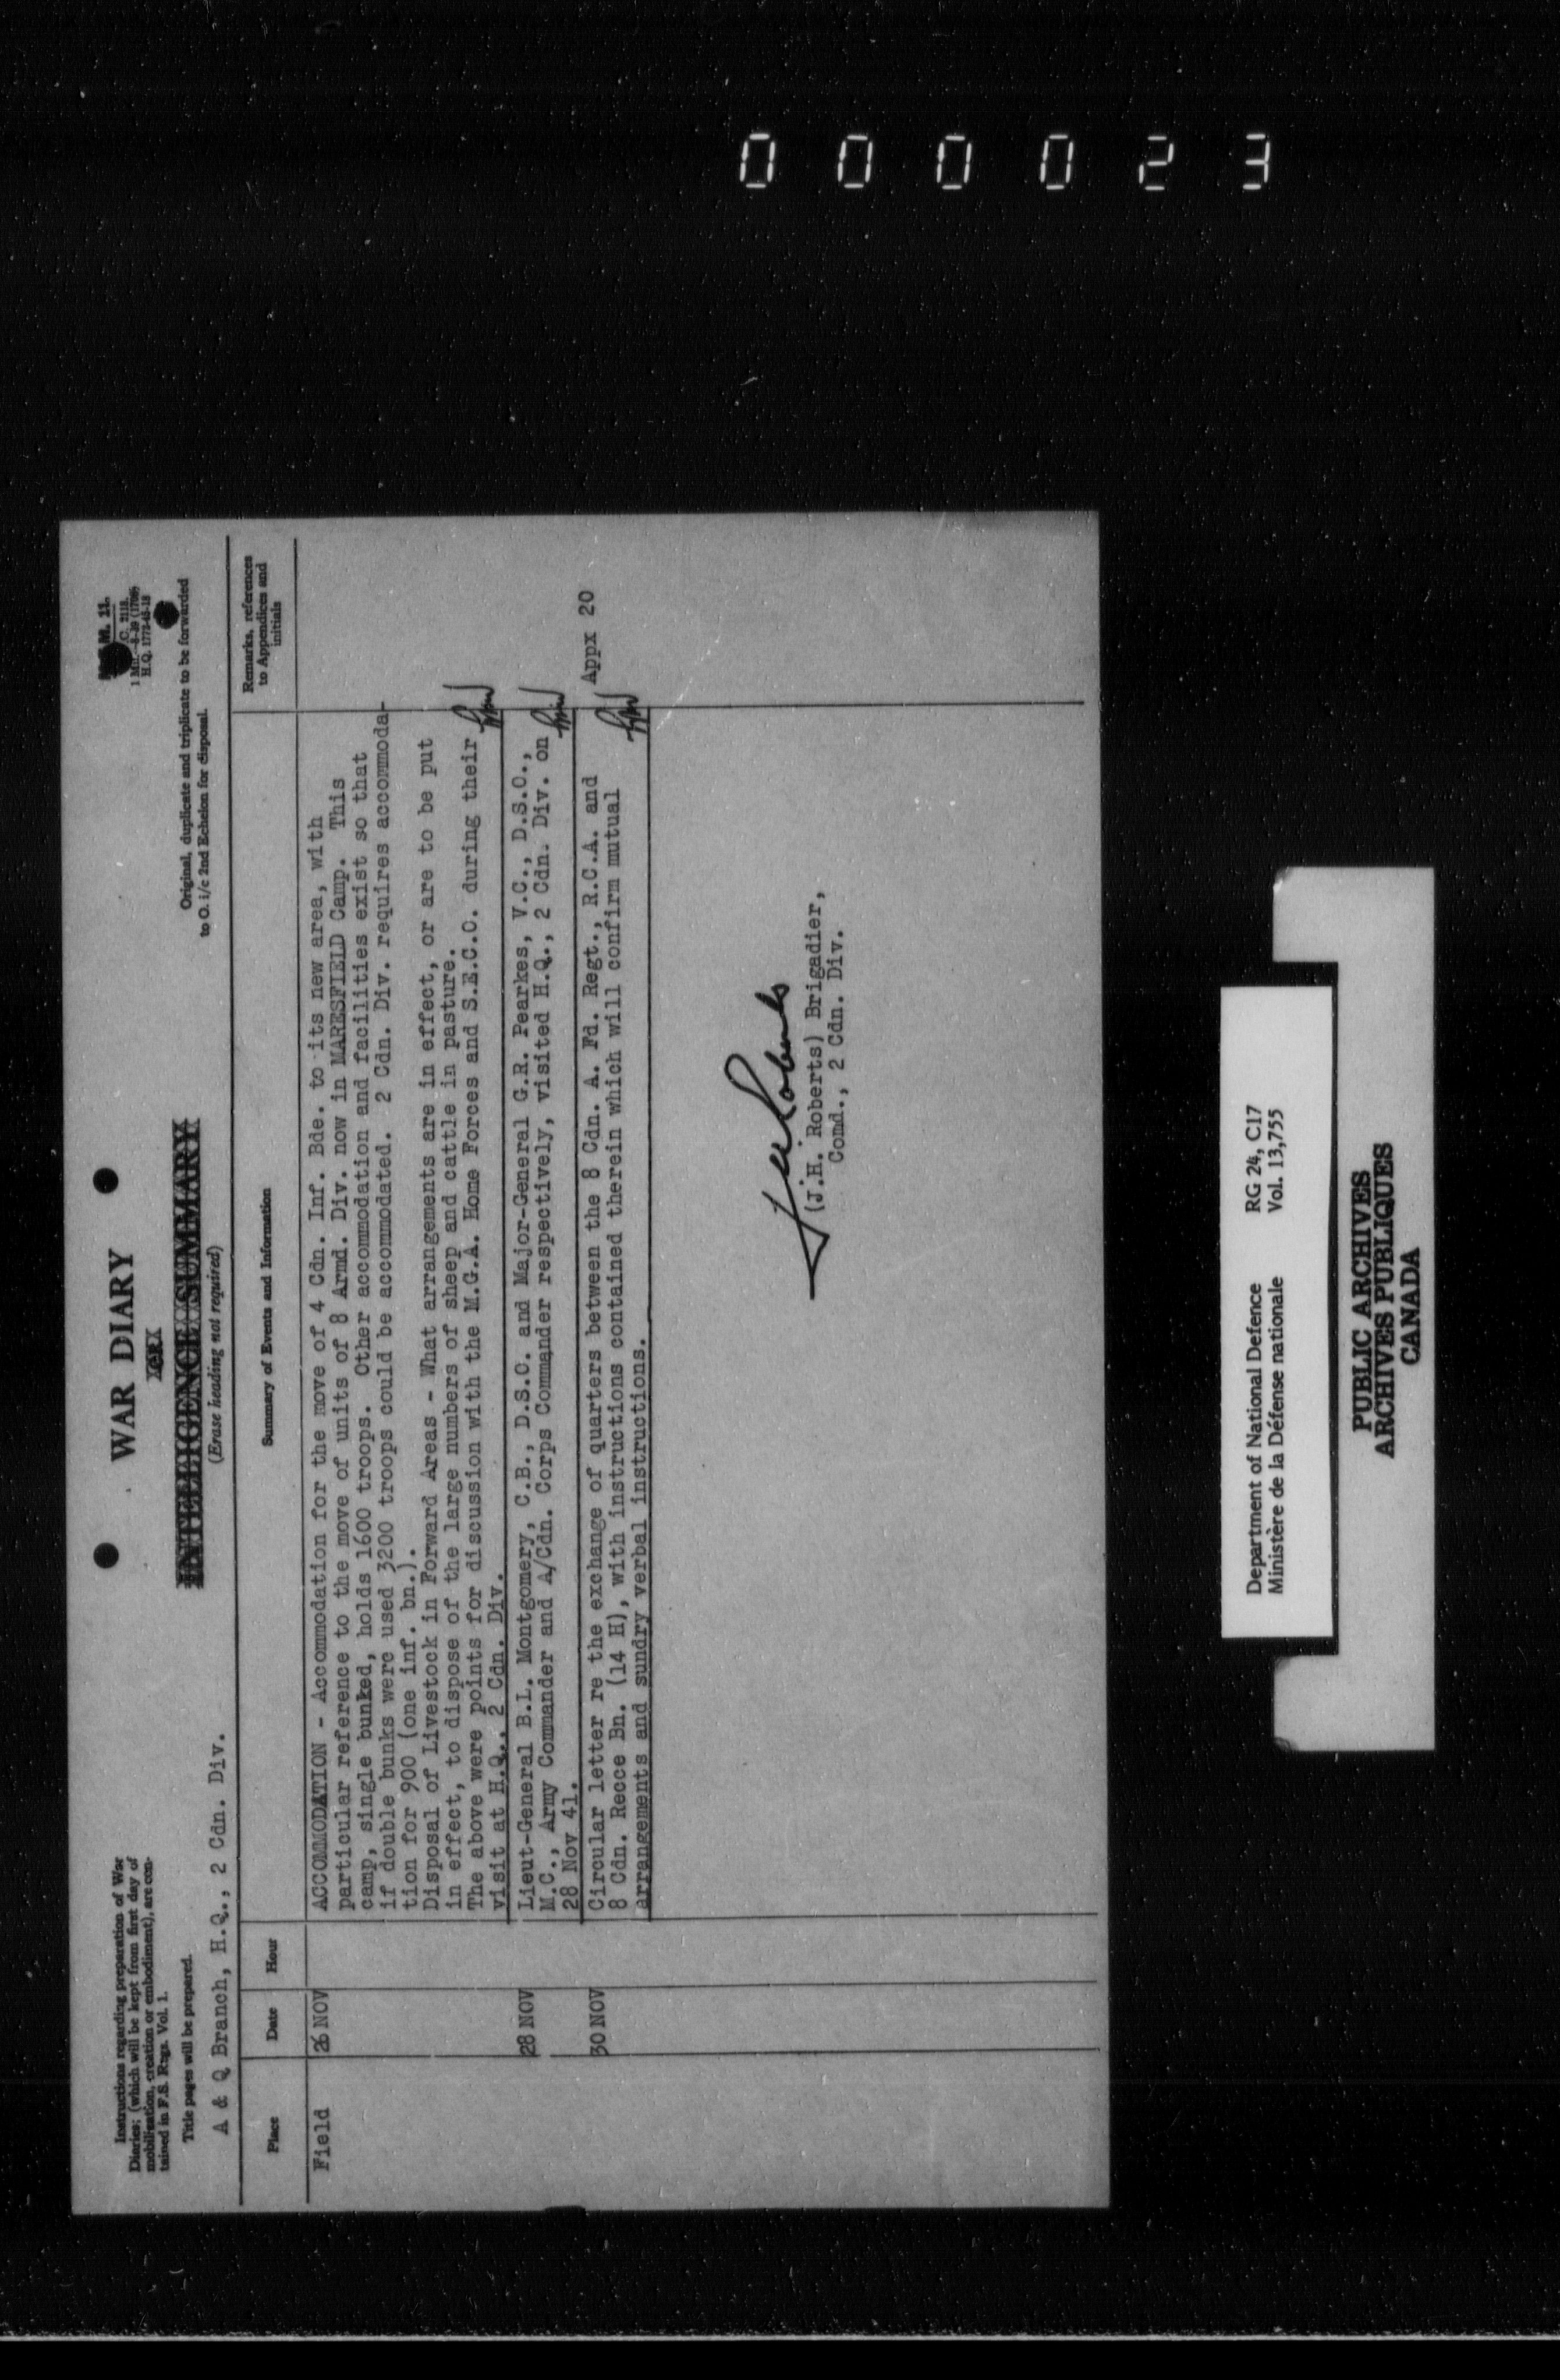 000023
Instructions regarding preparation of War
Diaries; (which will be kept from first day of
mobilization, creation or embodiment), are con-
tained in F.S. Regs. Vol. 1.
Title pages will be prepared.
WAR DIARY
INTELLIGENCE SUMMARY
(Erase heading not required)
M. 11.
C. 2118.
H.Q. 1772-45-18
Original, duplicate and triplicate to be forwarded
to O. i/c 2nd Echelon for disposal.
A & Q Branch, H.Q., 2 Cdn. Div.
Place Date Hour Summary of Events and Information Remarks, references
to Appendices and
initials
Field 26 NOV ACCOMMODATION - Accommodation for the move of 4 Cdn. Inf. Bde. to its new area, with
particular reference to the move of units of 8 Armd. Div. now in MARESFIELD Camp. This
camp, single bunked, holds 1600 troops. Other accommodation and facilities exist so that
if double bunks were used 3200 troops could be accommodated. 2 Cdn. Div. requires accommoda-
tion for 900 (one inf. bn.).
Disposal of Livestock in Forward Areas - What arrangements are in effect, or are to be put
in effect, to dispose of the large numbers of sheep and cattle in pasture.
The above were points for discussion with the M.G.A. Home Forces and S.E.C.O. during their
visit at H.Q., 2 Cdn. Div.
28 NOV Lieut-General B.L. Montgomery, C.B., D.S.O. and Major-General G.R. Pearkes, V.C., D.S.O.,
M.C., Army Commander and A/Cdn. Corps Commander respectively, visited H.Q., 2 Cdn. Div. on
28 Nov 41.
30 NOV Circular letter re the exchange of quarters between the 8 Cdn. A. Fd. Regt., R.C.A. and Appx 20
8 Cdn. Recce Bn. (14 H), with instructions contained therein which will confirm mutual
arrangements and sundry verbal instructions.
J H Roberts
(J.H. Roberts) Brigadier,
Comd., 2 Cdn. Div.
Department of National Defence RG 24, C17
Ministère de la Défense nationale Vol. 13,755
PUBLIC ARCHIVES
ARCHIVES PUBLIQUES
CANADA